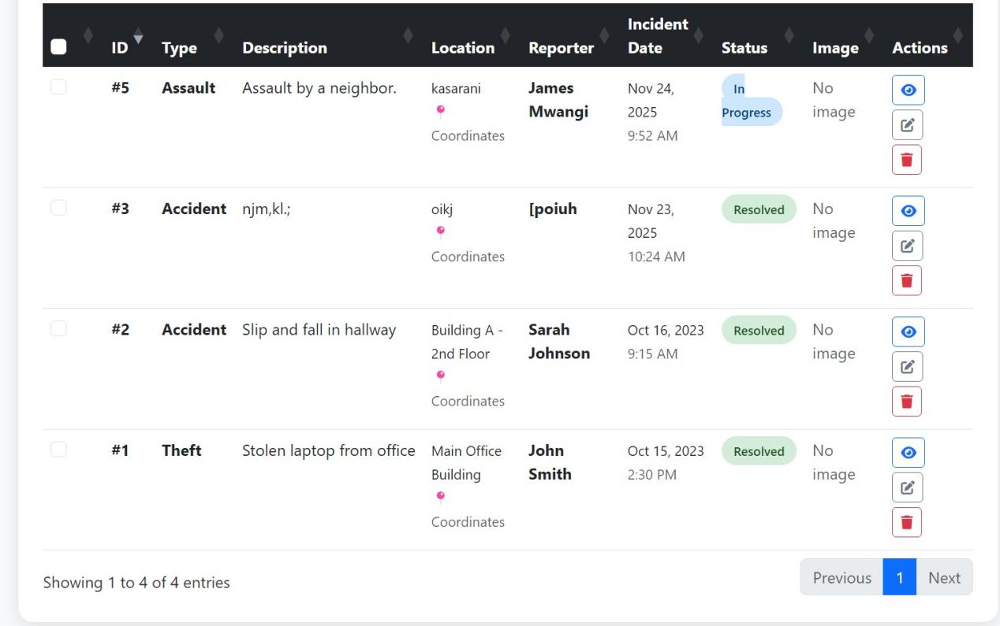 ID Type Description Location Reporter Incident Date Status Image Actions
#5 Assault Assault by a neighbor. kasarani James Nov 24, In No
Mwangi 2025 Progress image
Coordinates 9:52 AM
#3 Accident njm,kl.; oikj [poiuh Nov 23, Resolved No
2025 image
Coordinates 10:24 AM
#2 Accident Slip and fall in hallway Building A - Sarah Oct 16, 2023 Resolved No
2nd Floor Johnson 9:15 AM image
Coordinates
#1 Theft Stolen laptop from office Main Office John Oct 15, 2023 Resolved No
Building Smith 2:30 PM image
Coordinates
Showing 1 to 4 of 4 entries Previous 1 Next